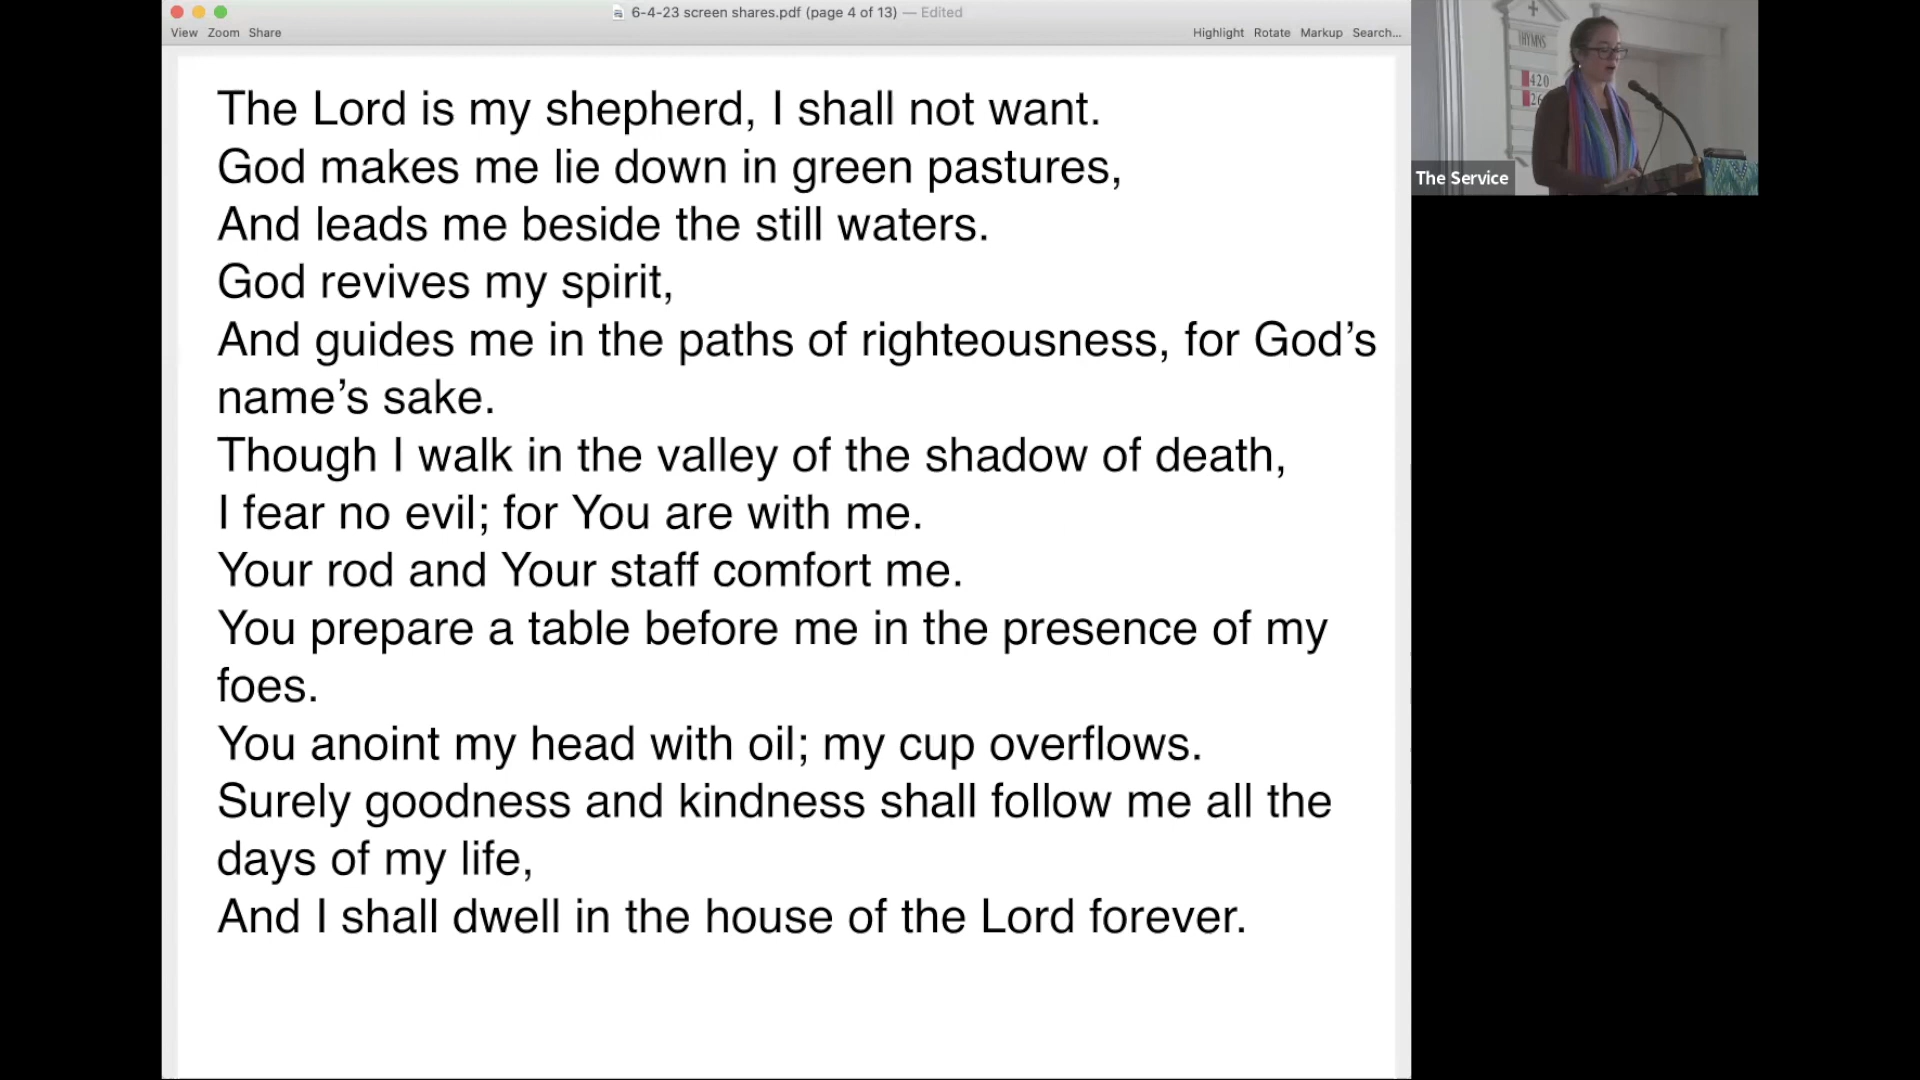 6-4-23 screen shares.pdf (page 4 of 13) — Edited
View Zoom Share
Highlight Rotate Markup Search...
The Lord is my shepherd, I shall not want.
God makes me lie down in green pastures,
And leads me beside the still waters.
God revives my spirit,
And guides me in the paths of righteousness, for God’s
name’s sake.
Though I walk in the valley of the shadow of death,
I fear no evil; for You are with me.
Your rod and Your staff comfort me.
You prepare a table before me in the presence of my
foes.
You anoint my head with oil; my cup overflows.
Surely goodness and kindness shall follow me all the
days of my life,
And I shall dwell in the house of the Lord forever.
HYMNS
420
The Service